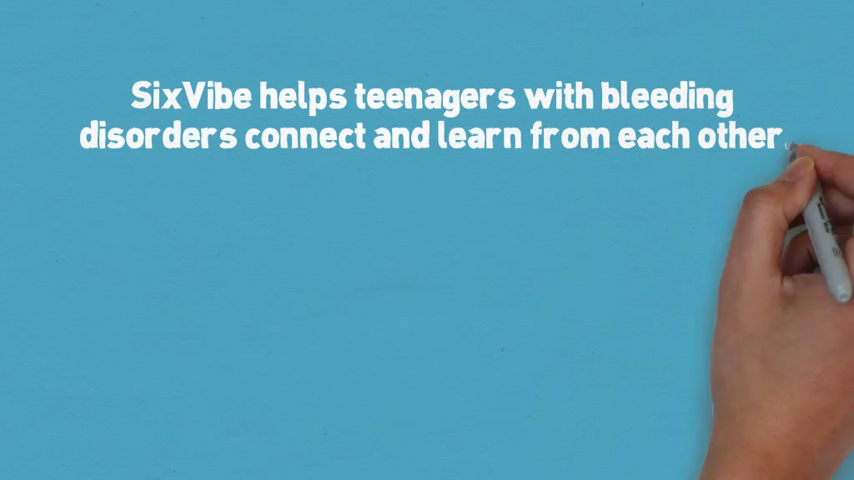 SixVibe helps teenagers with bleeding
disorders connect and learn from each other.